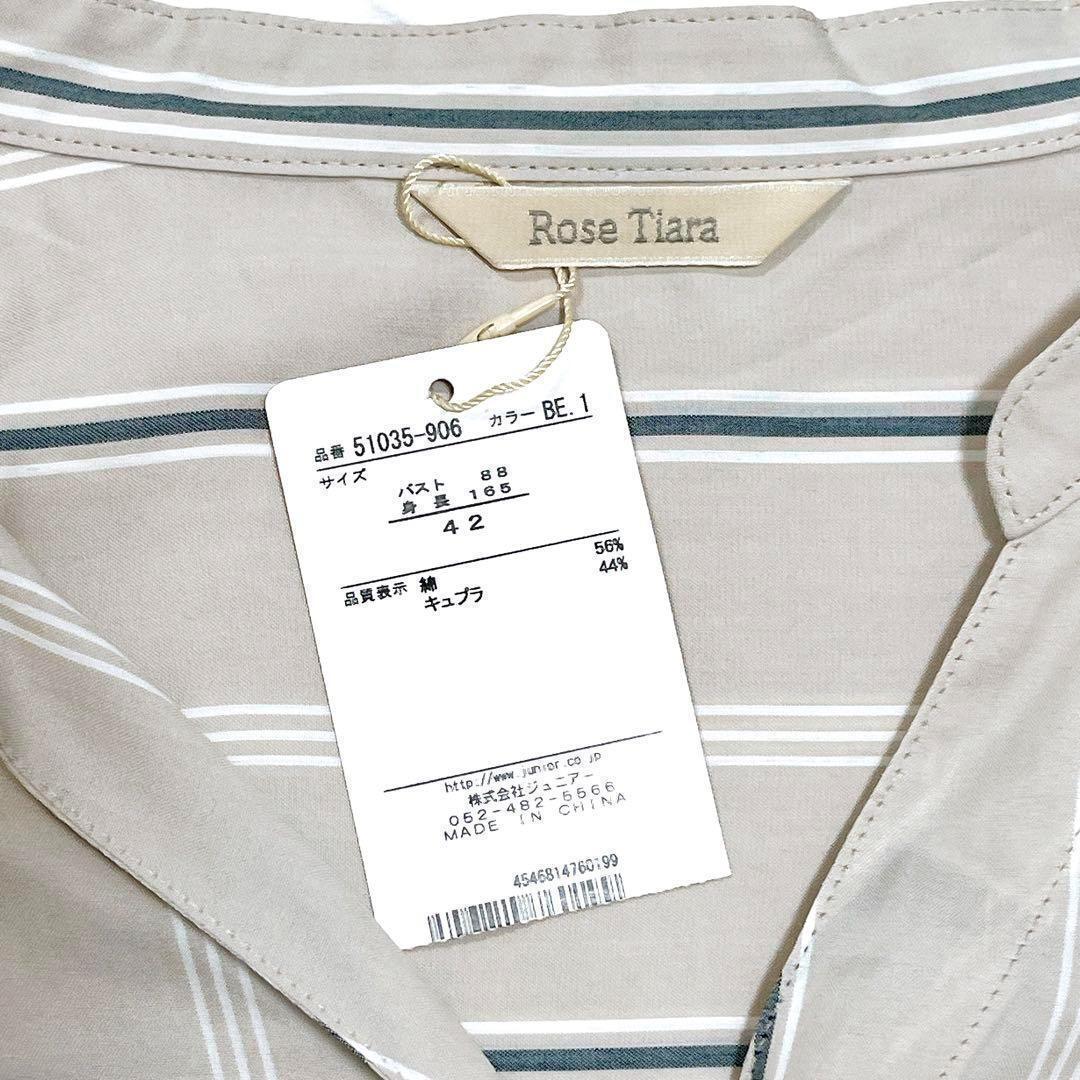 Rose Tiara
品番 51035-906 カラー BE.1
サイズ
バスト 88
身長 165
42
品質表示 綿 56%
キュプラ 44%
http://www.junior.co.jp
株式会社ジュニアー
052-482-5566
MADE IN CHINA
4546814760199